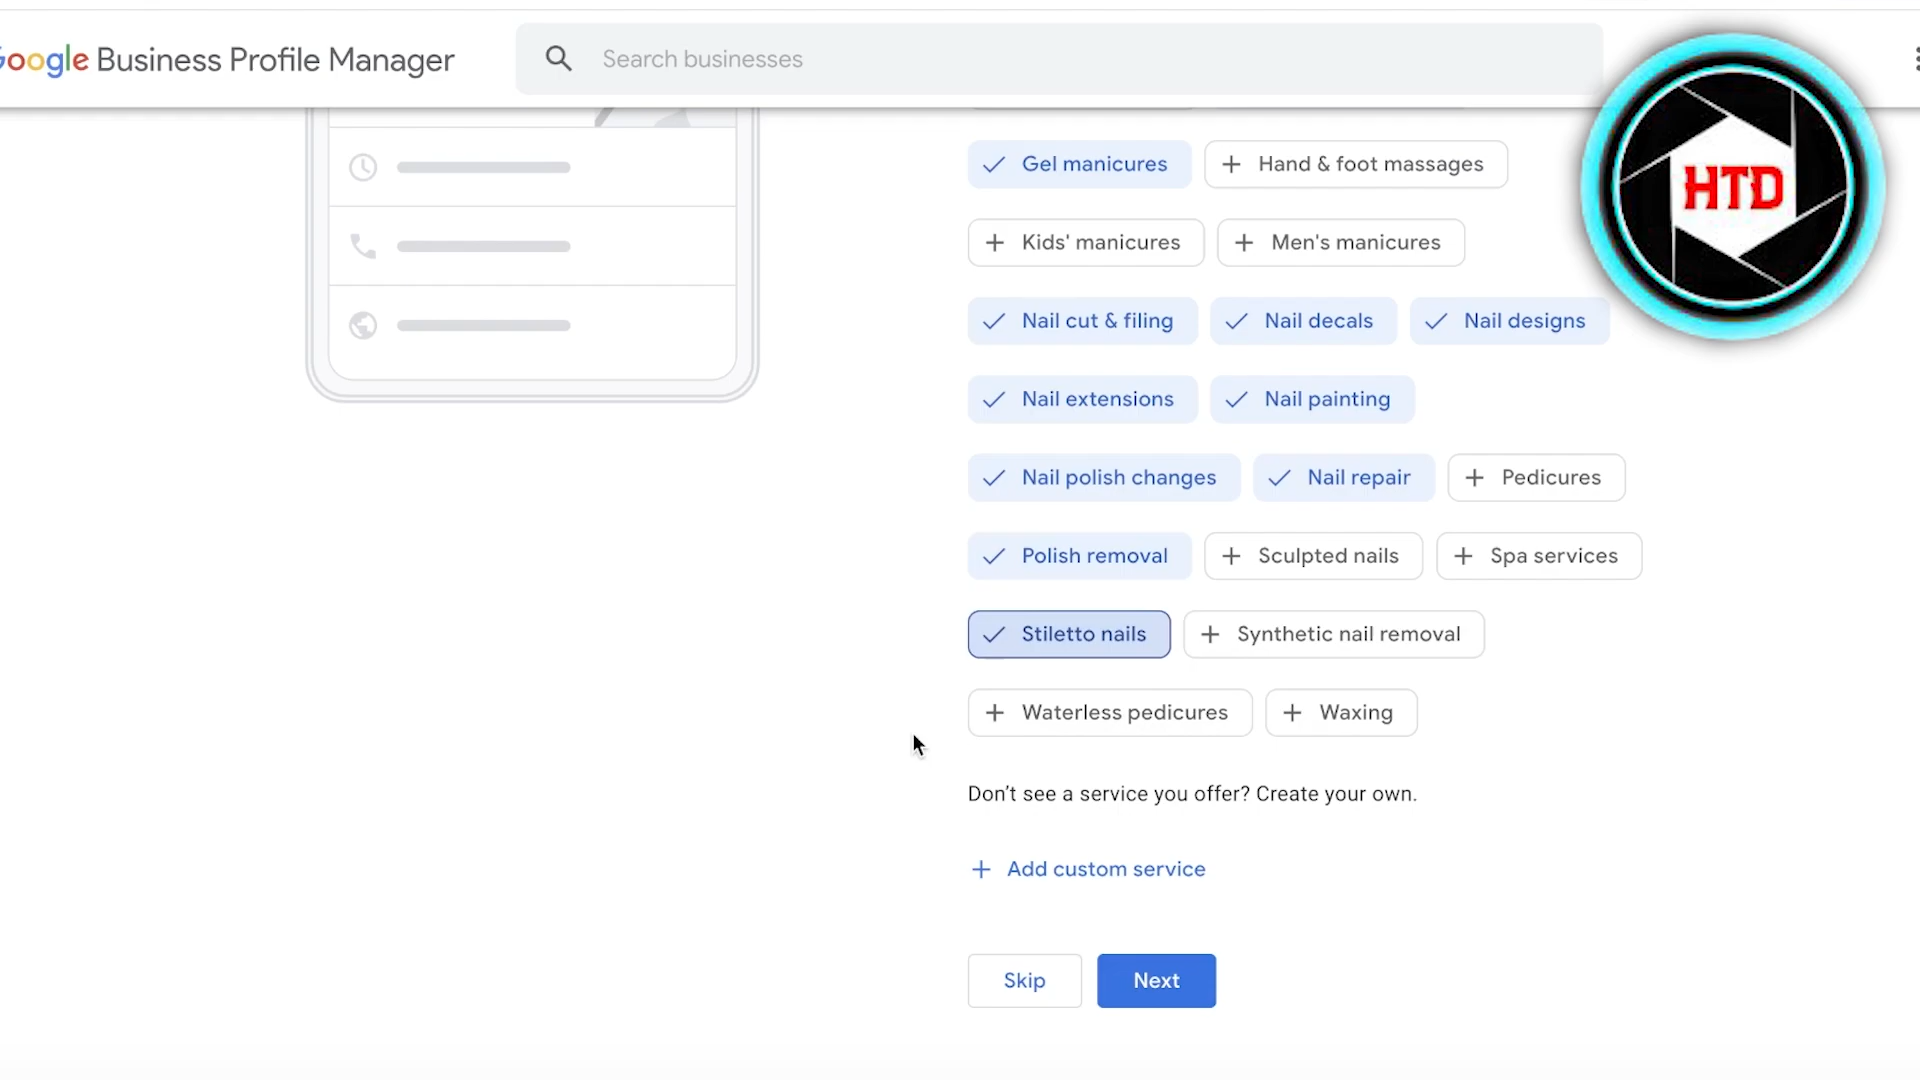 Google Business Profile Manager
Search businesses
HTD
Gel manicures
Hand & foot massages
Kids' manicures
Men's manicures
Nail cut & filing
Nail decals
Nail designs
Nail extensions
Nail painting
Nail polish changes
Nail repair
Pedicures
Polish removal
Sculpted nails
Spa services
Stiletto nails
Synthetic nail removal
Waterless pedicures
Waxing
Don't see a service you offer? Create your own.
Add custom service
Skip
Next